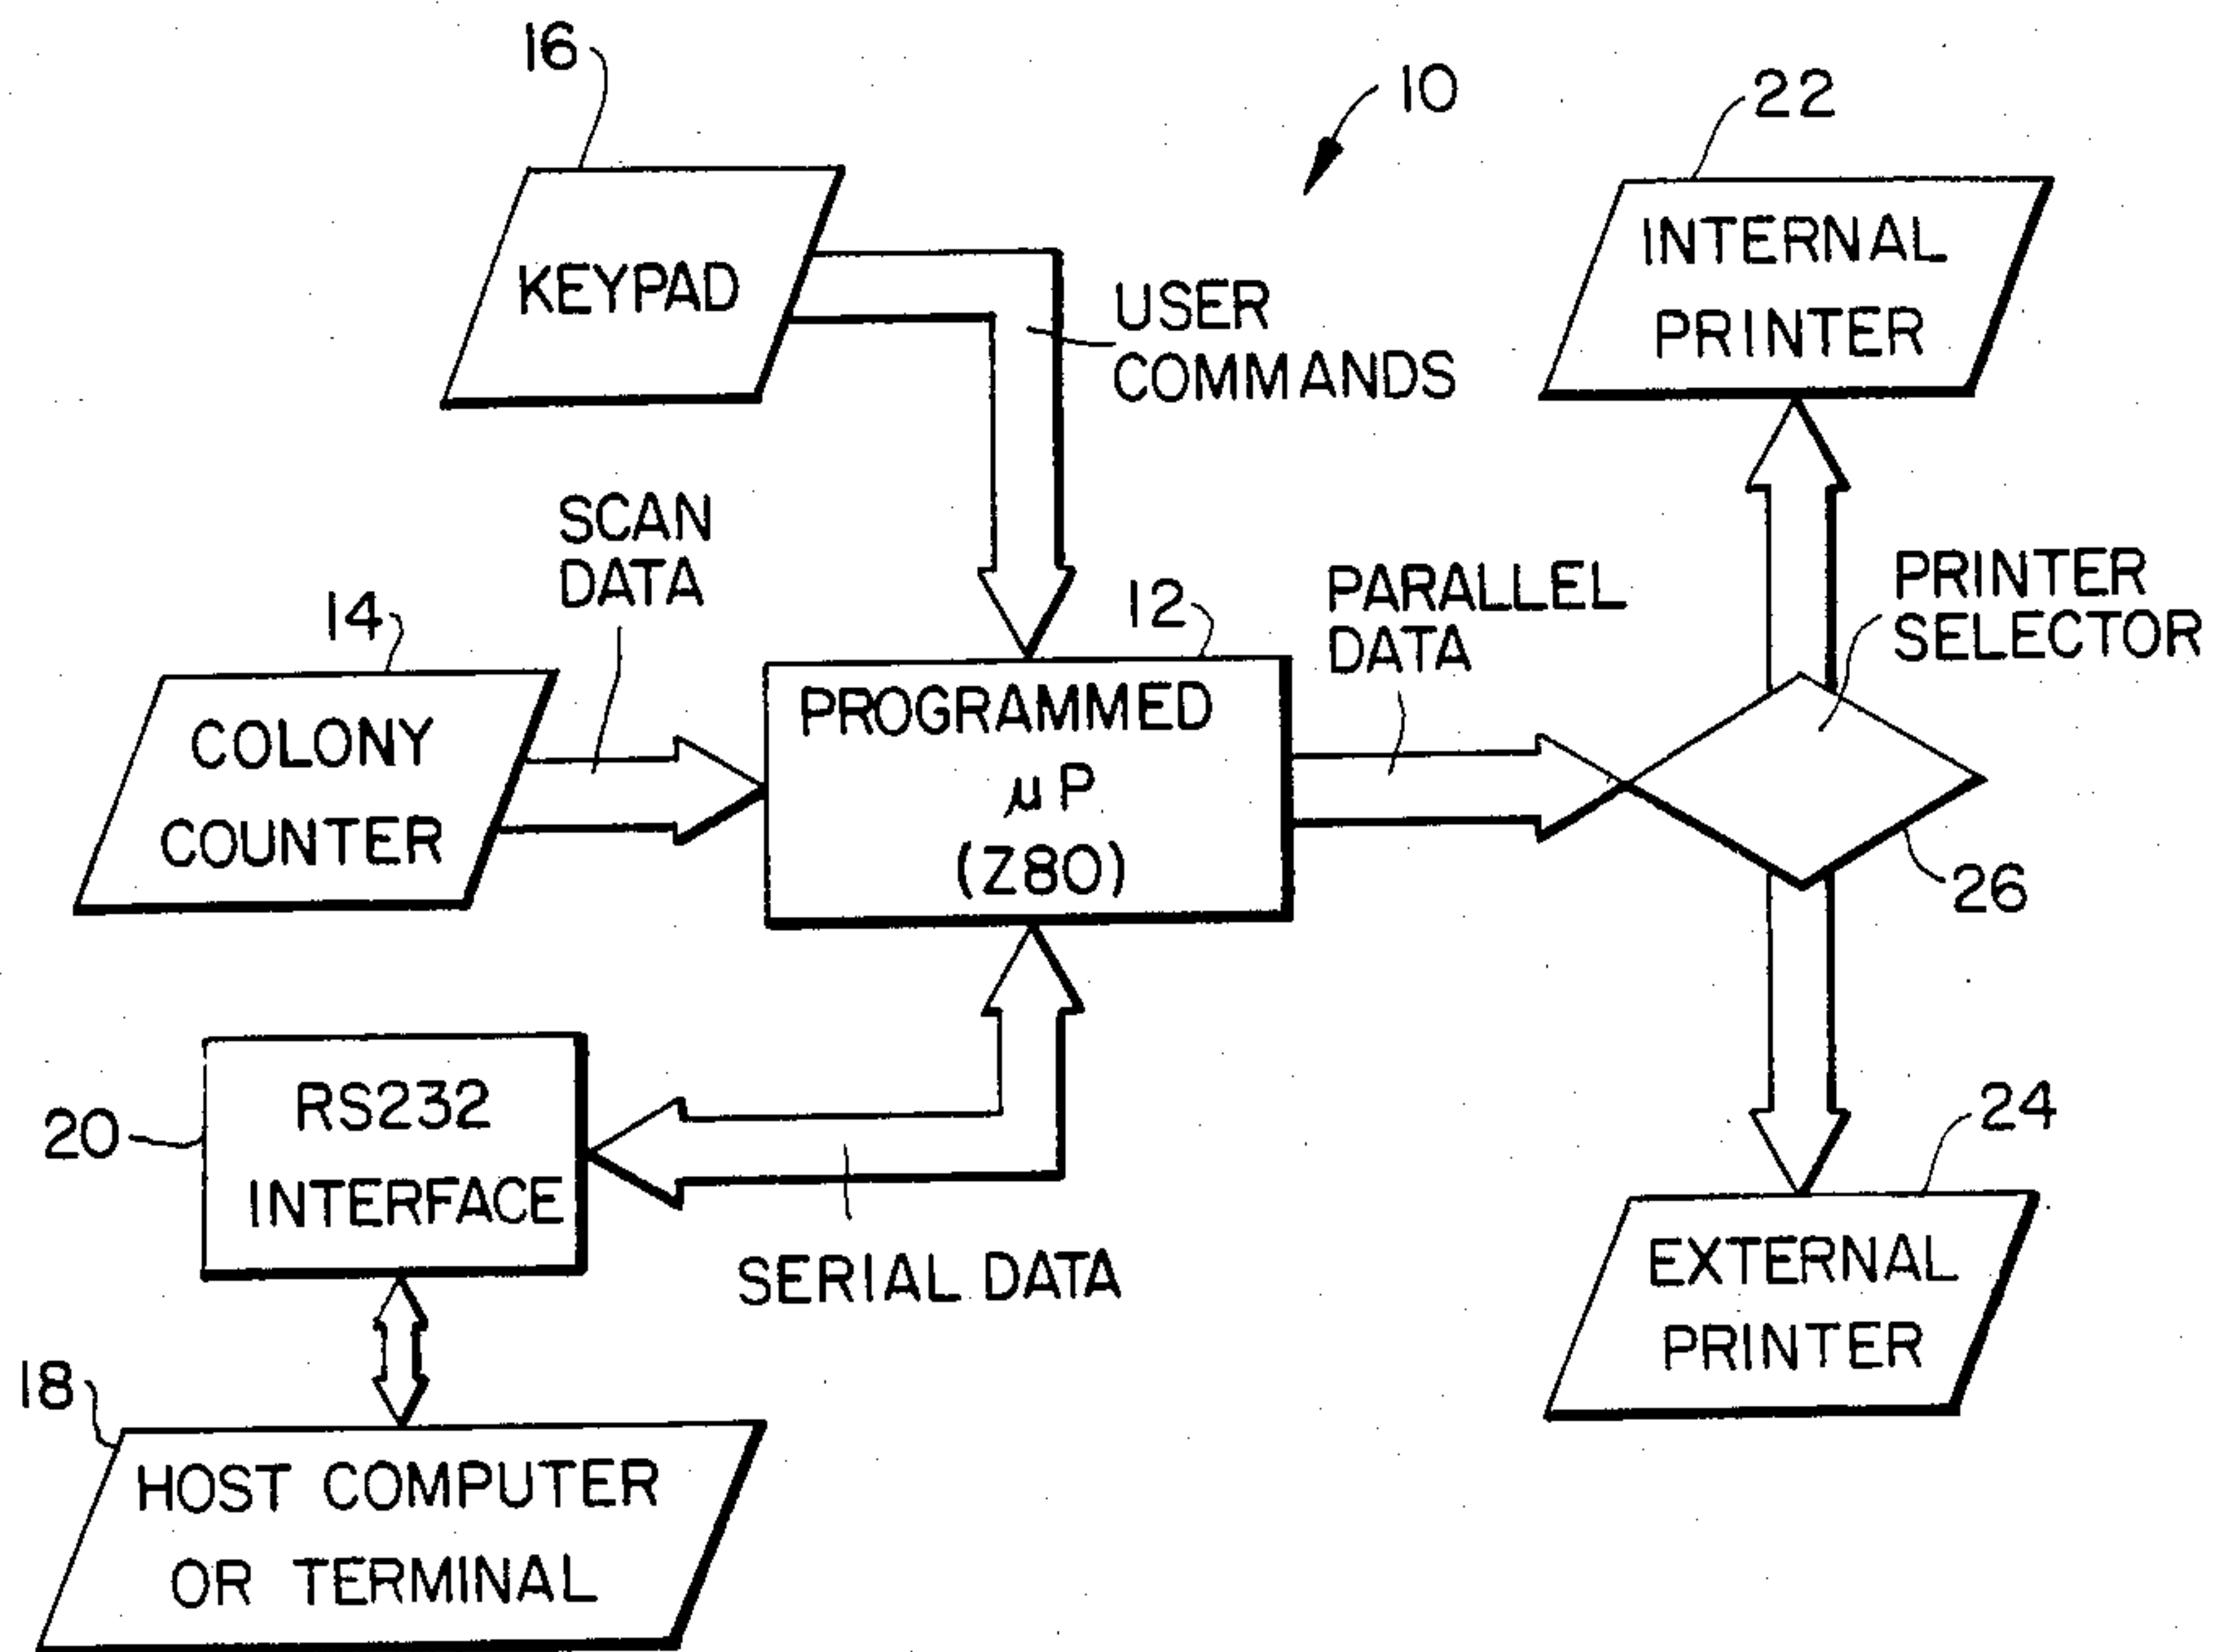 16
10
22
KEYPAD
USER
COMMANDS
INTERNAL
PRINTER
SCAN
DATA
14
12
PARALLEL
DATA
PRINTER
SELECTOR
COLONY
COUNTER
PROGRAMMED
μP
(Z80)
26
20
RS232
INTERFACE
SERIAL DATA
24
EXTERNAL
PRINTER
18
HOST COMPUTER
OR TERMINAL